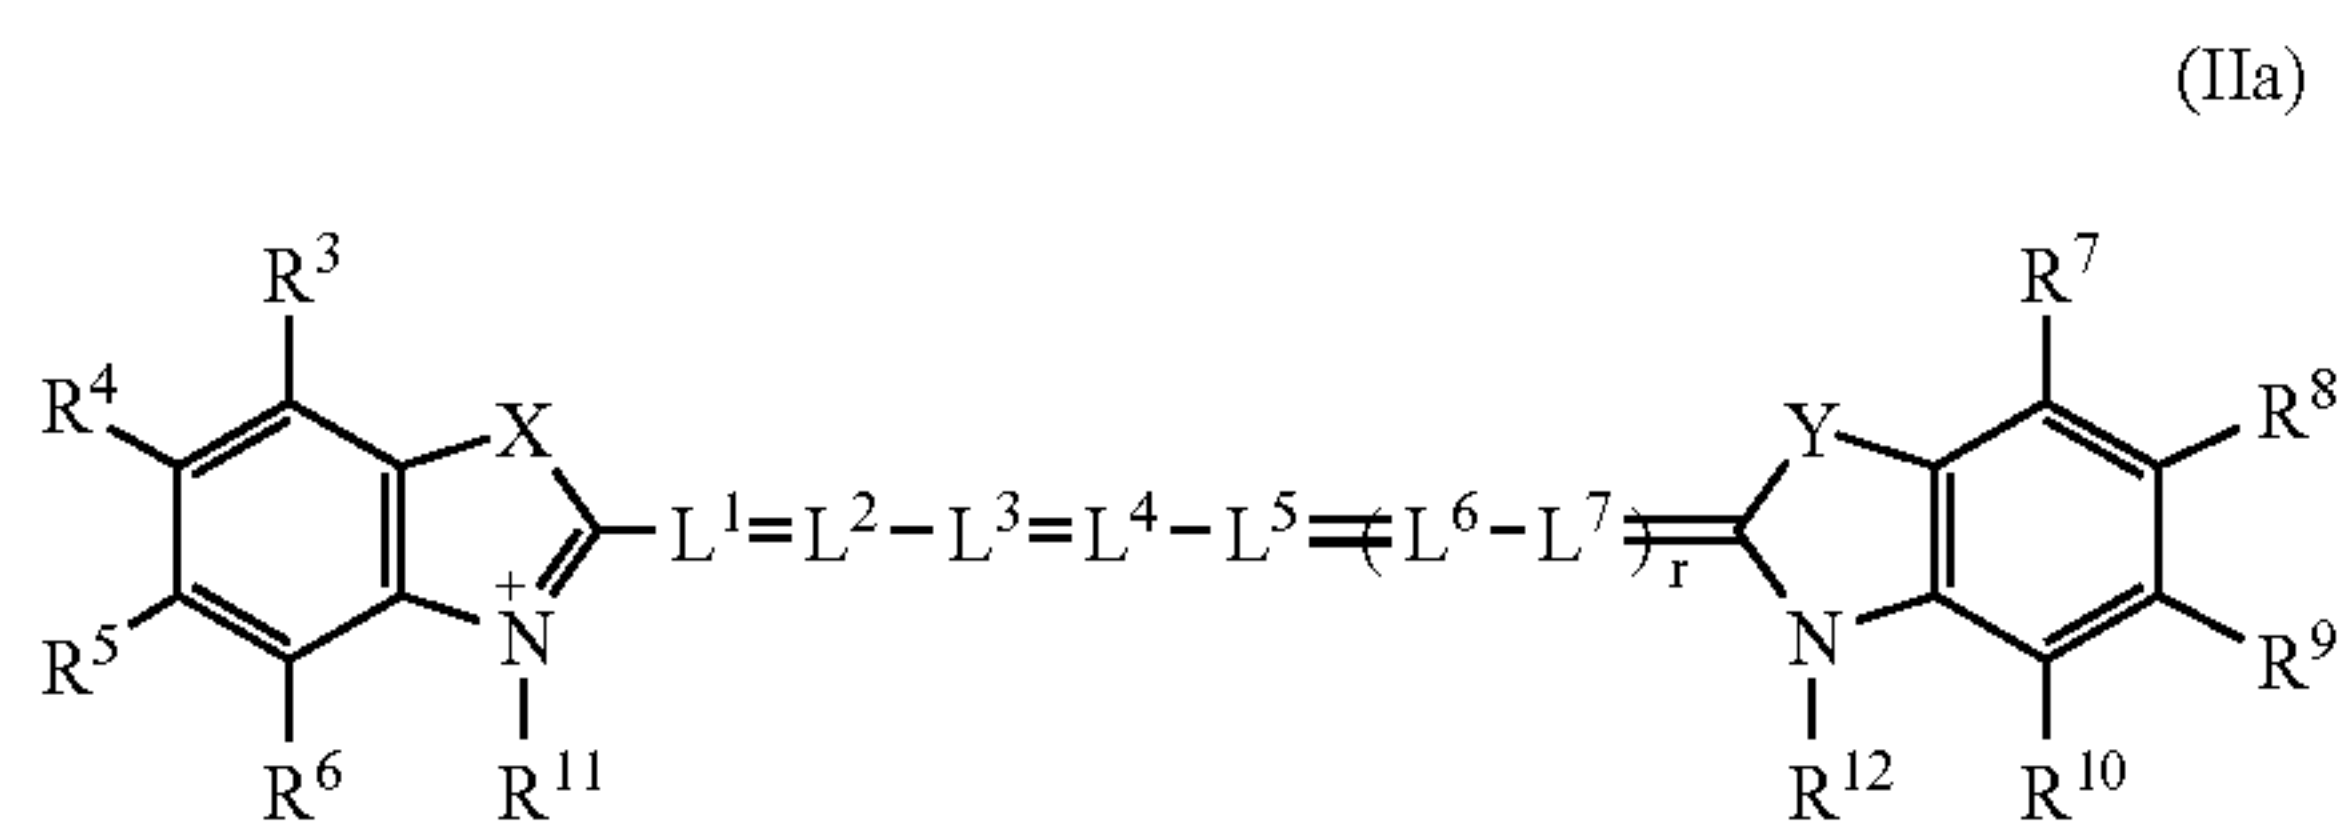 (IIa)
R³ R⁷
R⁴ X Y R⁸
L¹=L²−L³=L⁴−L⁵=(L⁶−L⁷)=r
+
R⁵ N N R⁹
R⁶ R¹¹ R¹² R¹⁰